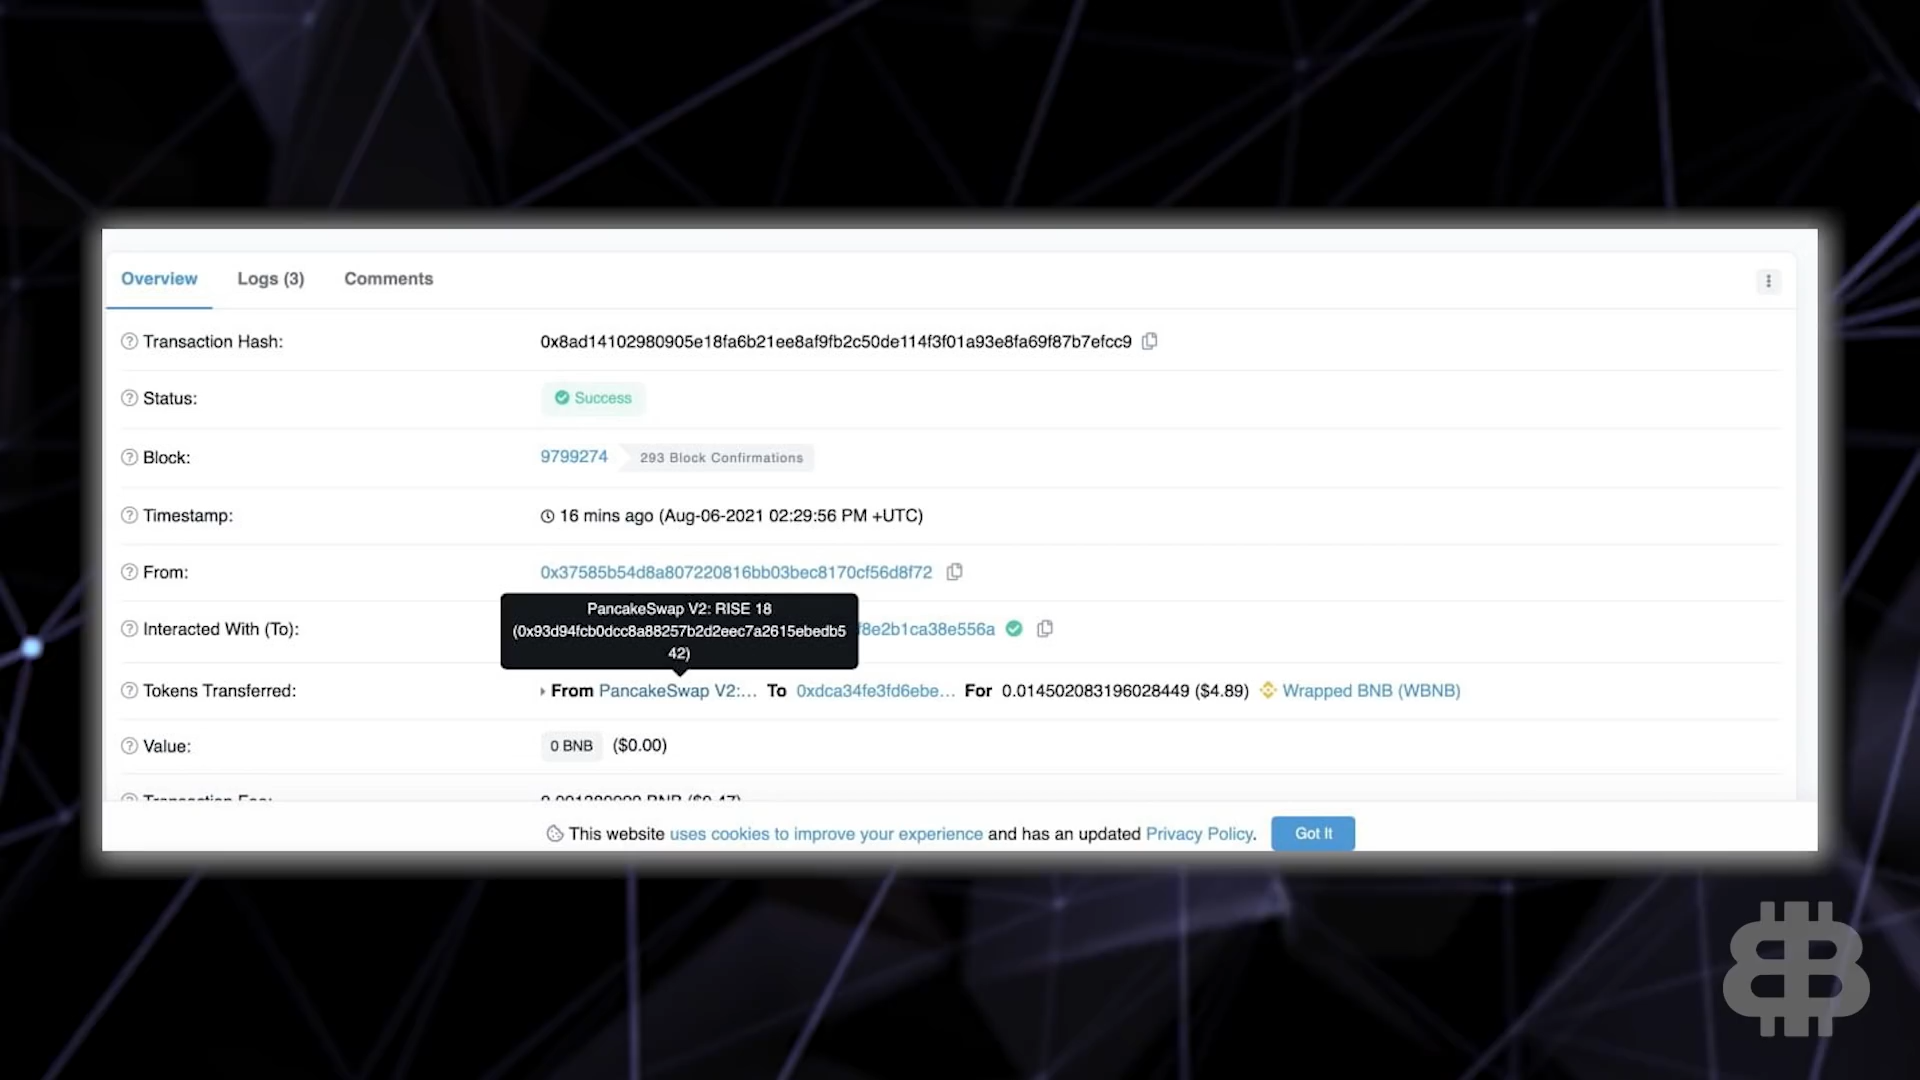 Overview Logs (3) Comments
Transaction Hash: 0x8ad14102980905e18fa6b21ee8af9fb2c50de114f3f01a93e8fa69f87b7efcc9
Status: Success
Block: 9799274 293 Block Confirmations
Timestamp: 16 mins ago (Aug-06-2021 02:29:56 PM +UTC)
From: 0x37585b54d8a807220816bb03bec8170cf56d8f72
PancakeSwap V2: RISE 18
(0x93d94fcb0dcc8a88257b2d2eec7a2615ebedb5
42)
Interacted With (To): f8e2b1ca38e556a
Tokens Transferred: From PancakeSwap V2:... To 0xdca34fe3fd6ebe... For 0.014502083196028449 ($4.89) Wrapped BNB (WBNB)
Value: 0 BNB ($0.00)
Transaction Fee:
This website uses cookies to improve your experience and has an updated Privacy Policy. Got It